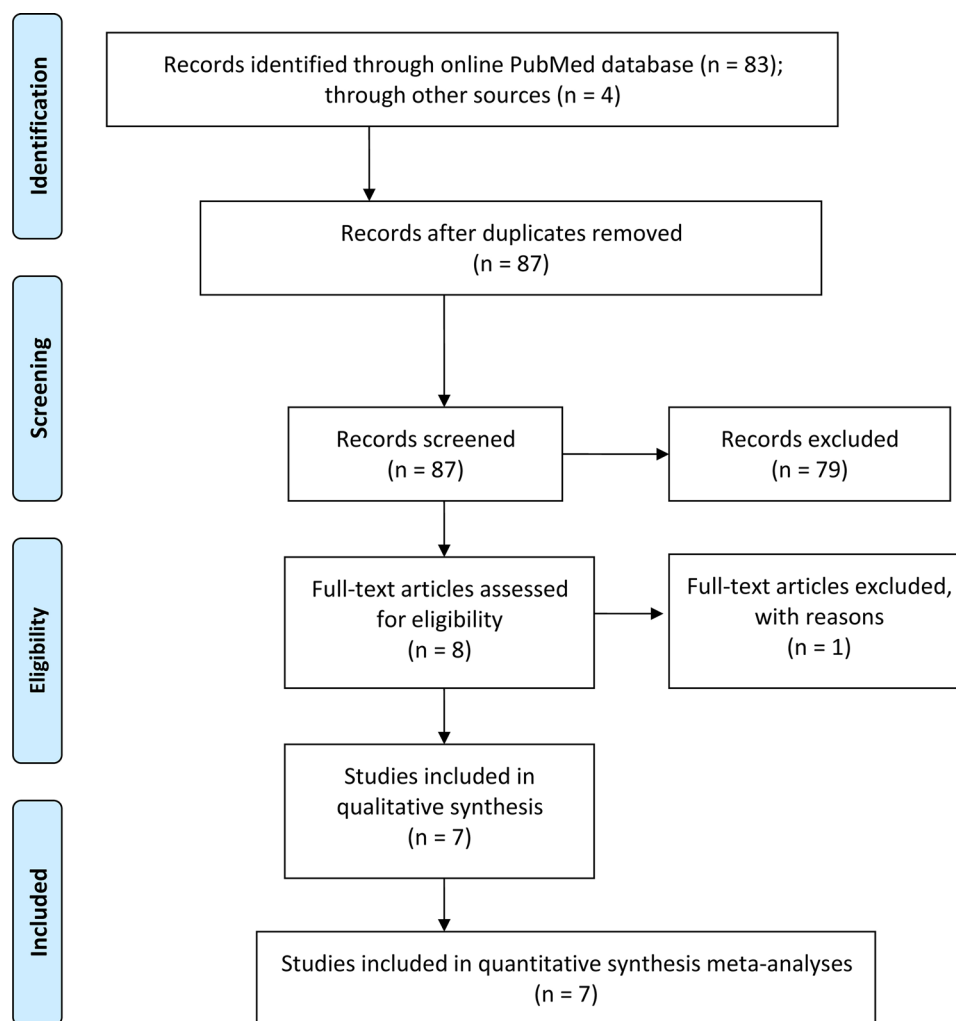 Identification
Records identified through online PubMed database (n = 83);
through other sources (n = 4)
Records after duplicates removed
(n = 87)
Screening
Records screened
(n = 87)
Records excluded
(n = 79)
Eligibility
Full-text articles assessed
for eligibility
(n = 8)
Full-text articles excluded,
with reasons
(n = 1)
Studies included in
qualitative synthesis
(n = 7)
Included
Studies included in quantitative synthesis meta-analyses
(n = 7)